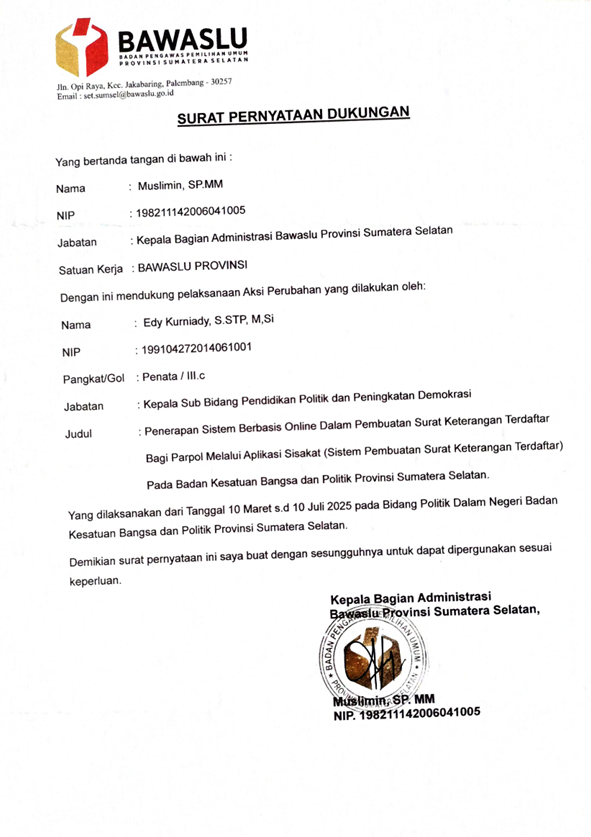 BAWASLU
BADAN PENGAWAS PEMILIHAN UMUM
PROVINSI SUMATERA SELATAN
Jln. Opi Raya, Kec. Jakabaring, Palembang - 30257
Email : set.sumsel@bawaslu.go.id
SURAT PERNYATAAN DUKUNGAN
Yang bertanda tangan di bawah ini :
Nama : Muslimin, SP.MM
NIP : 198211142006041005
Jabatan : Kepala Bagian Administrasi Bawaslu Provinsi Sumatera Selatan
Satuan Kerja : BAWASLU PROVINSI
Dengan ini mendukung pelaksanaan Aksi Perubahan yang dilakukan oleh:
Nama : Edy Kurniady, S.STP, M,Si
NIP : 199104272014061001
Pangkat/Gol : Penata / III.c
Jabatan : Kepala Sub Bidang Pendidikan Politik dan Peningkatan Demokrasi
Judul : Penerapan Sistem Berbasis Online Dalam Pembuatan Surat Keterangan Terdaftar
Bagi Parpol Melalui Aplikasi Sisakat (Sistem Pembuatan Surat Keterangan Terdaftar)
Pada Badan Kesatuan Bangsa dan Politik Provinsi Sumatera Selatan.
Yang dilaksanakan dari Tanggal 10 Maret s.d 10 Juli 2025 pada Bidang Politik Dalam Negeri Badan
Kesatuan Bangsa dan Politik Provinsi Sumatera Selatan.
Demikian surat pernyataan ini saya buat dengan sesungguhnya untuk dapat dipergunakan sesuai
keperluan.
Kepala Bagian Administrasi
Bawaslu Provinsi Sumatera Selatan,
BADAN PENGAWAS PEMILIHAN UMUM
PROVINSI SUMATERA SELATAN
Muslimin, SP. MM
NIP. 198211142006041005